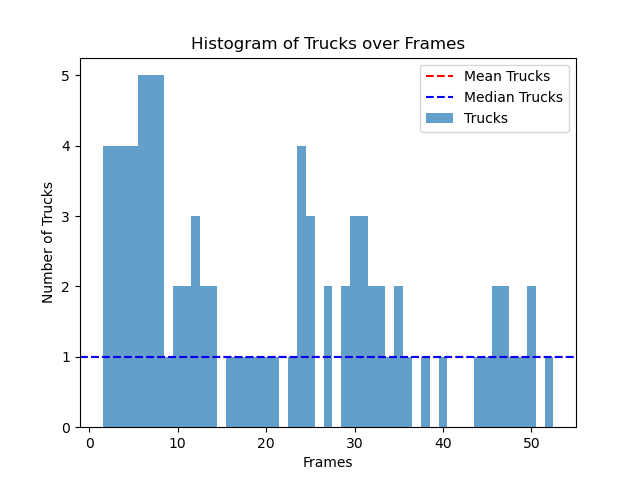 Histogram of Trucks over Frames
Mean Trucks
Median Trucks
Trucks
Number of Trucks
5
4
3
2
1
0
0 10 20 30 40 50
Frames